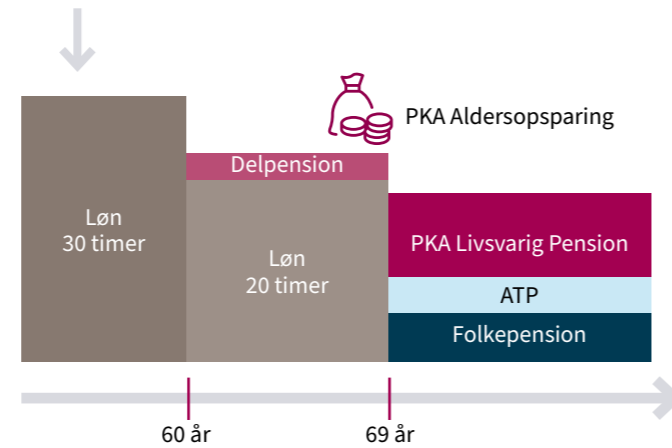 PKA Aldersopsparing
Delpension
Løn
30 timer
Løn
20 timer
PKA Livsvarig Pension
ATP
Folkepension
60 år
69 år